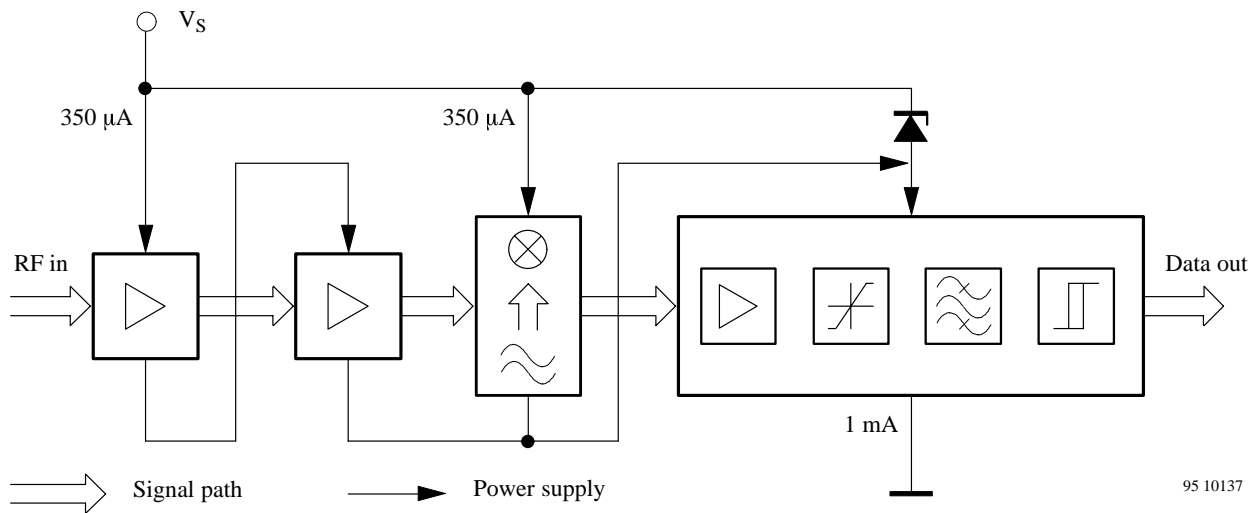 V_S
350 µA
350 µA
RF in
Data out
1 mA
Signal path
Power supply
95 10137